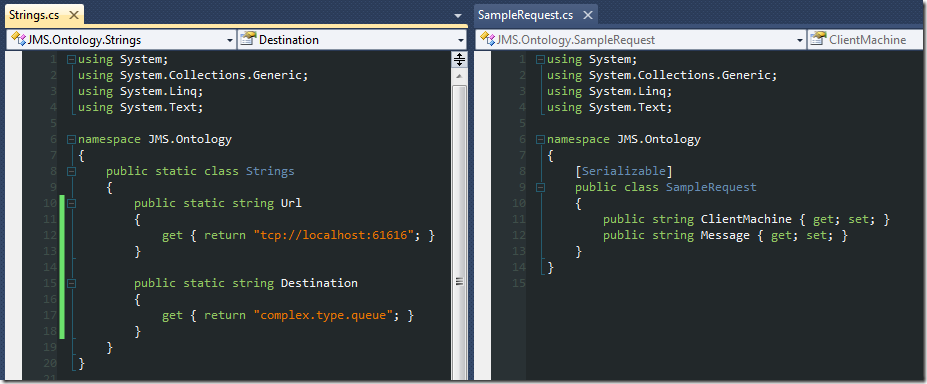 Strings.cs
JMS.Ontology.Strings
Destination
1 using System;
2 using System.Collections.Generic;
3 using System.Linq;
4 using System.Text;
5
6 namespace JMS.Ontology
7 {
8 public static class Strings
9 {
10 public static string Url
11 {
12 get { return "tcp://localhost:61616"; }
13 }
14
15 public static string Destination
16 {
17 get { return "complex.type.queue"; }
18 }
19 }
20 }
21
SampleRequest.cs
JMS.Ontology.SampleRequest
ClientMachine
1 using System;
2 using System.Collections.Generic;
3 using System.Linq;
4 using System.Text;
5
6 namespace JMS.Ontology
7 {
8 [Serializable]
9 public class SampleRequest
10 {
11 public string ClientMachine { get; set; }
12 public string Message { get; set; }
13 }
14 }
15